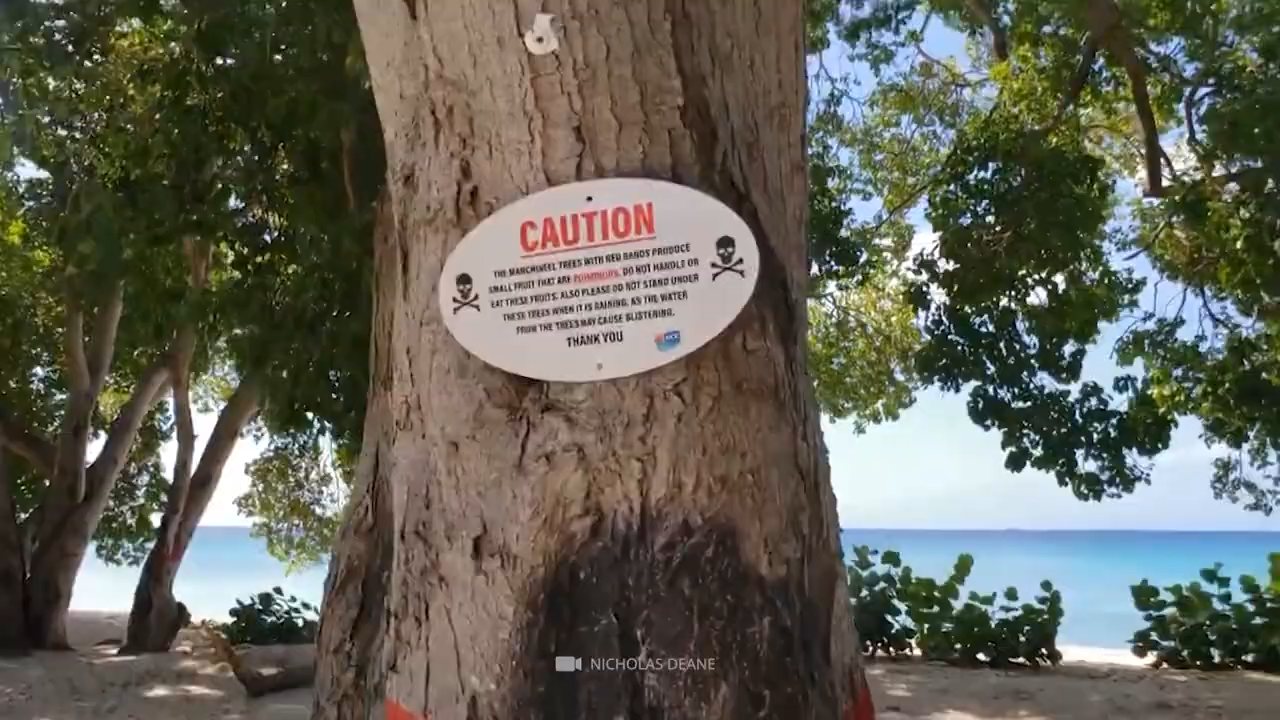 CAUTION
THE MANCHINEEL TREES WITH RED BANDS PRODUCE
SMALL FRUIT THAT ARE POISONOUS. DO NOT HANDLE OR
EAT THESE FRUITS. ALSO PLEASE DO NOT STAND UNDER
THESE TREES WHEN IT IS RAINING, AS THE WATER
FROM THE TREES MAY CAUSE BLISTERING.
THANK YOU
NICHOLAS DEANE